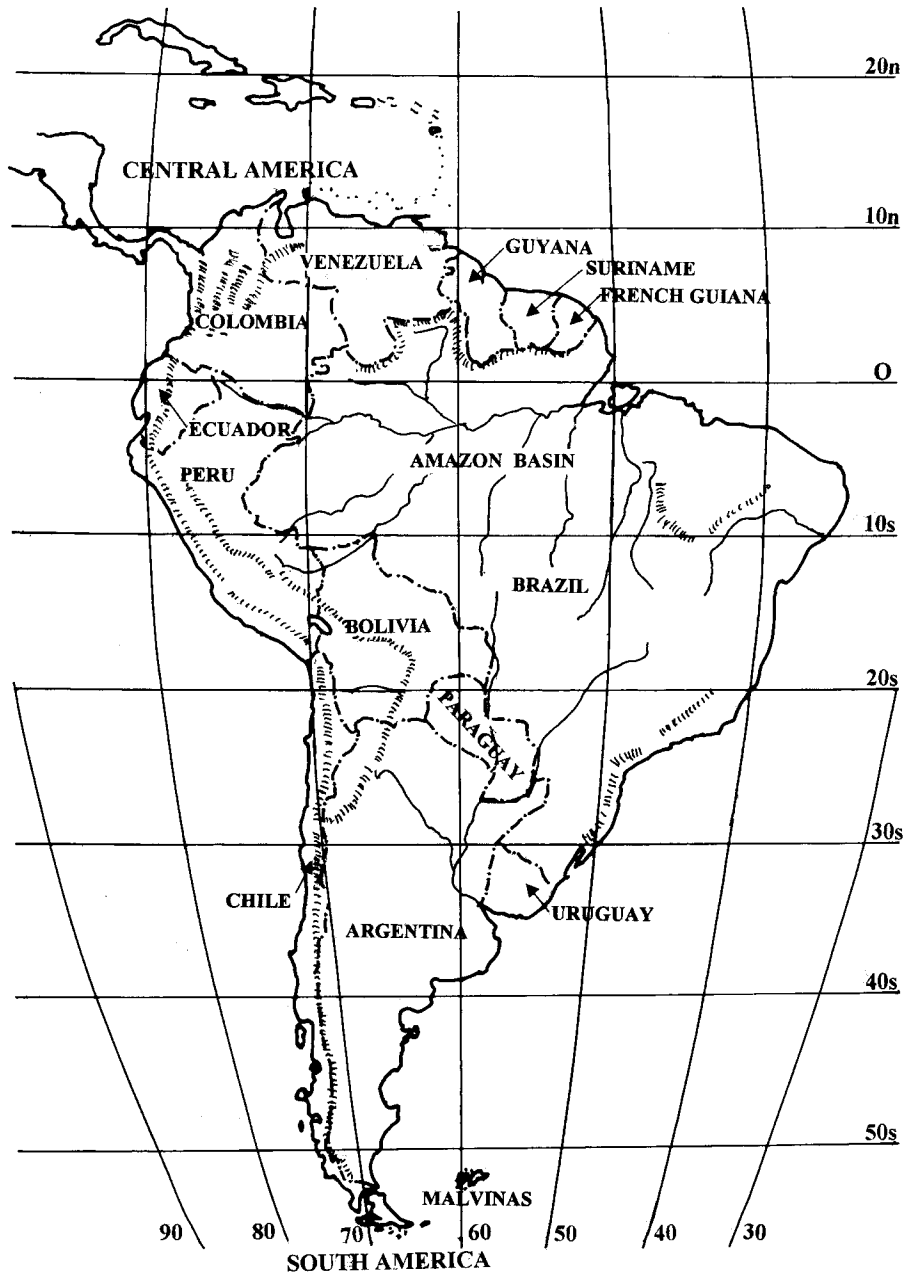 20n
CENTRAL AMERICA
10n
GUYANA
VENEZUELA
SURINAME
FRENCH GUIANA
COLOMBIA
O
ECUADOR
AMAZON BASIN
PERU
10s
BRAZIL
BOLIVIA
20s
PARAGUAY
30s
CHILE
URUGUAY
ARGENTINA
40s
50s
MALVINAS
90 80 70 60 50 40 30
SOUTH AMERICA